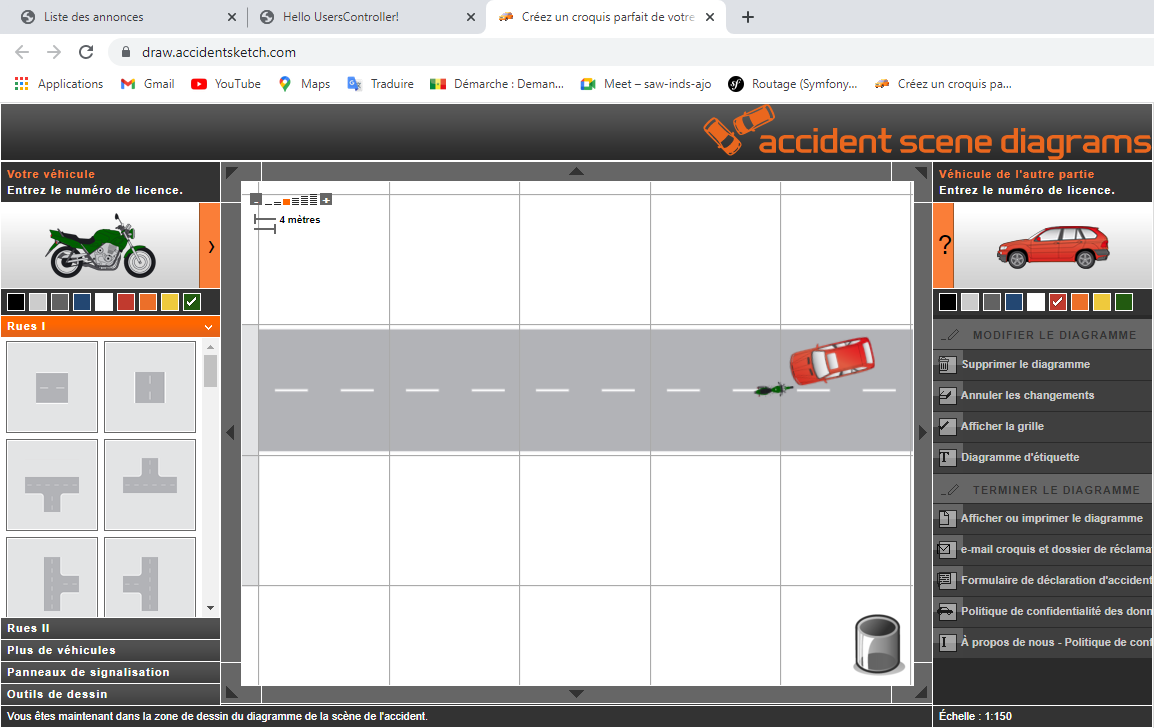 Liste des annonces
Hello UsersController!
Créez un croquis parfait de votre
draw.accidentsketch.com
Applications
Gmail
YouTube
Maps
Traduire
Démarche : Deman...
Meet – saw-inds-ajo
Routage (Symfony...
Créez un croquis pa...
accident scene diagrams
Votre véhicule
Entrez le numéro de licence.
Véhicule de l'autre partie
Entrez le numéro de licence.
4 mètres
?
Rues I
Rues II
Plus de véhicules
Panneaux de signalisation
Outils de dessin
MODIFIER LE DIAGRAMME
Supprimer le diagramme
Annuler les changements
Afficher la grille
T Diagramme d'étiquette
TERMINER LE DIAGRAMME
Afficher ou imprimer le diagramme
e-mail croquis et dossier de réclama
Formulaire de déclaration d'accident
Politique de confidentialité des donn
I À propos de nous - Politique de conf
Vous êtes maintenant dans la zone de dessin du diagramme de la scène de l'accident.
Échelle : 1:150